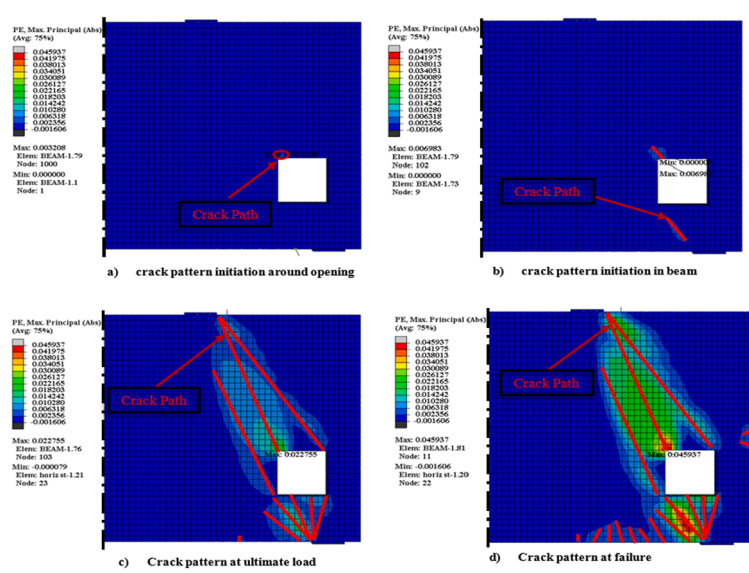 PE, Max. Principal (Abs)
(Avg: 75%)
0.045937
0.041975
0.038013
0.034051
0.030089
0.026127
0.022165
0.018203
0.014242
0.010280
0.006318
0.002356
-0.001606
Max: 0.003208
Elem: BEAM-1.79
Node: 1000
Min: 0.000000
Elem: BEAM-1.1
Node: 1
Crack Path
a) crack pattern initiation around opening
PE, Max. Principal (Abs)
(Avg: 75%)
0.045937
0.041975
0.038013
0.034051
0.030089
0.026127
0.022165
0.018203
0.014242
0.010280
0.006318
0.002356
-0.001606
Max: 0.006983
Elem: BEAM-1.79
Node: 102
Min: 0.000000
Elem: BEAM-1.73
Node: 9
Min: 0.00000
Max: 0.00698
Crack Path
b) crack pattern initiation in beam
PE, Max. Principal (Abs)
(Avg: 75%)
0.045937
0.041975
0.038013
0.034051
0.030089
0.026127
0.022165
0.018203
0.014242
0.010280
0.006318
0.002356
-0.001606
Max: 0.022755
Elem: BEAM-1.76
Node: 103
Min: -0.000079
Elem: horiz st-1.21
Node: 23
Crack Path
Max: 0.022755
c) Crack pattern at ultimate load
PE, Max. Principal (Abs)
(Avg: 75%)
0.045937
0.041975
0.038013
0.034051
0.030089
0.026127
0.022165
0.018203
0.014242
0.010280
0.006318
0.002356
-0.001606
Max: 0.045937
Elem: BEAM-1.81
Node: 11
Min: -0.001606
Elem: horiz st-1.20
Node: 22
Crack Path
Max: 0.045937
d) Crack pattern at failure